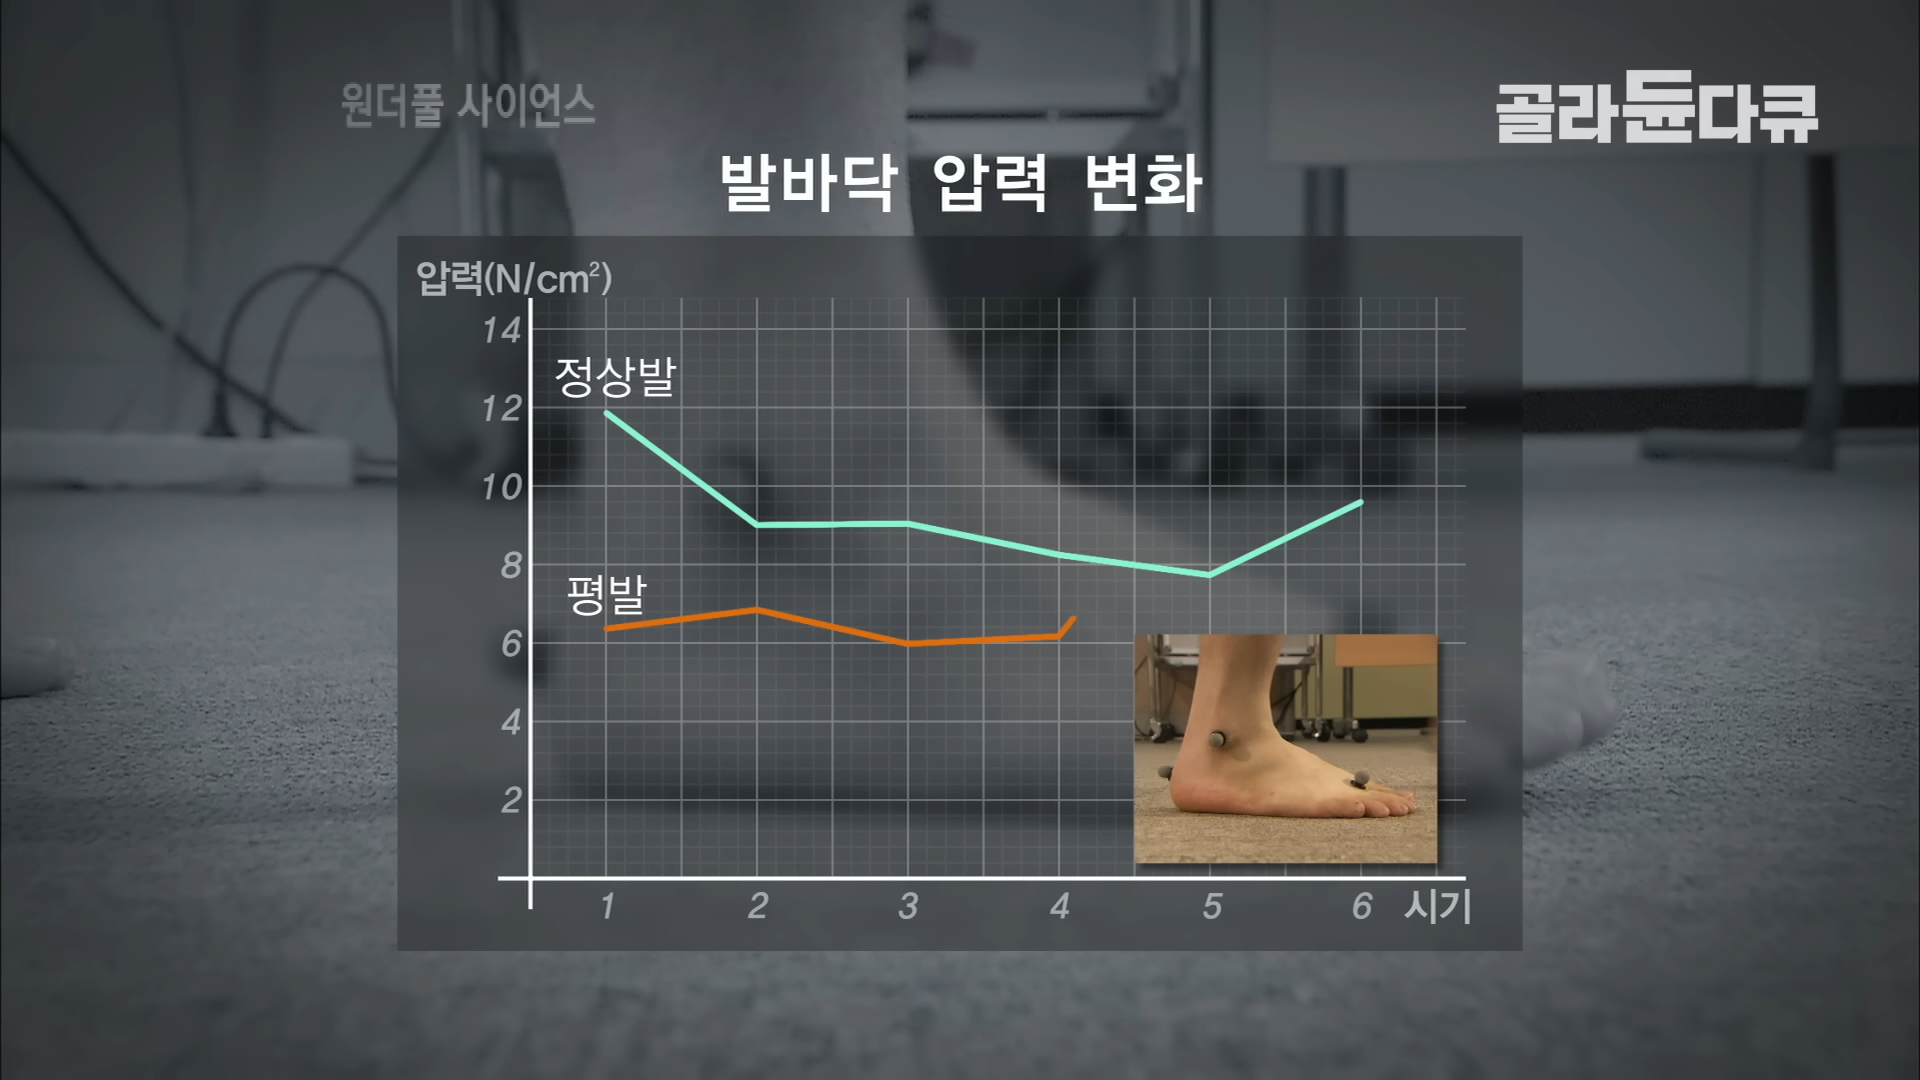 원더풀 사이언스
골라듄다큐
발바닥 압력 변화
압력(N/cm²)
14
정상발
12
10
8
평발
6
4
2
1 2 3 4 5 6 시기